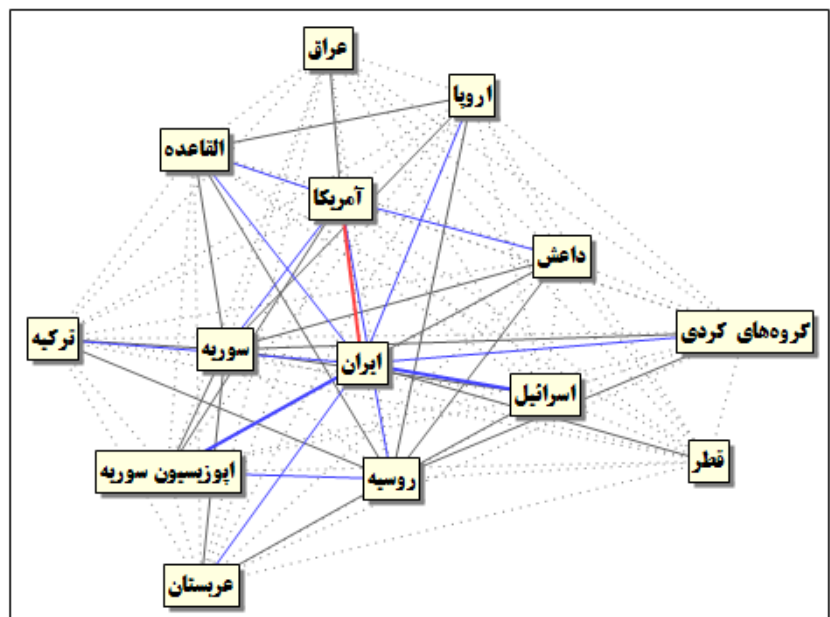 عراق
اروپا
القاعده
آمریکا
داعش
ترکیه
سوریه
ایران
گروه‌های کردی
اسرائیل
اپوزیسیون سوریه
روسیه
قطر
عربستان